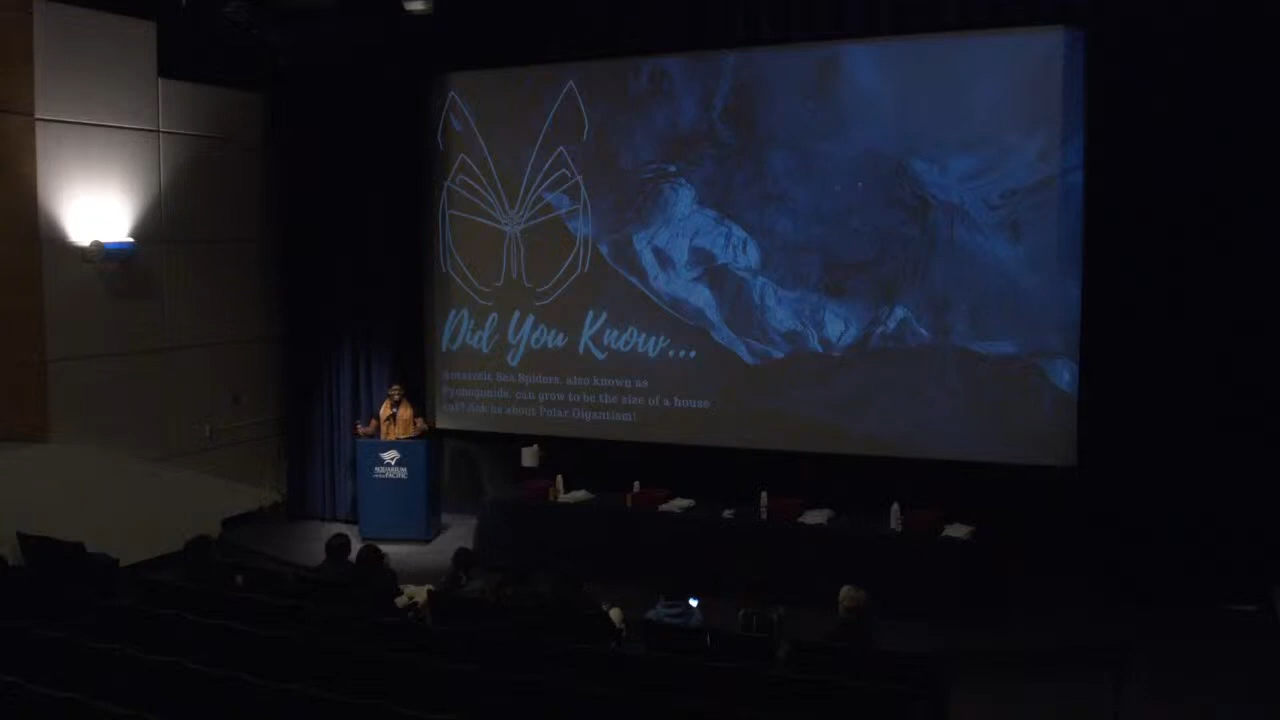 Did You Know...
Antarctic Sea Spiders, also known as
Pycnogonids, can grow to be the size of a house
cat? Ask us about Polar Gigantism!
AQUARIUM
PACIFIC